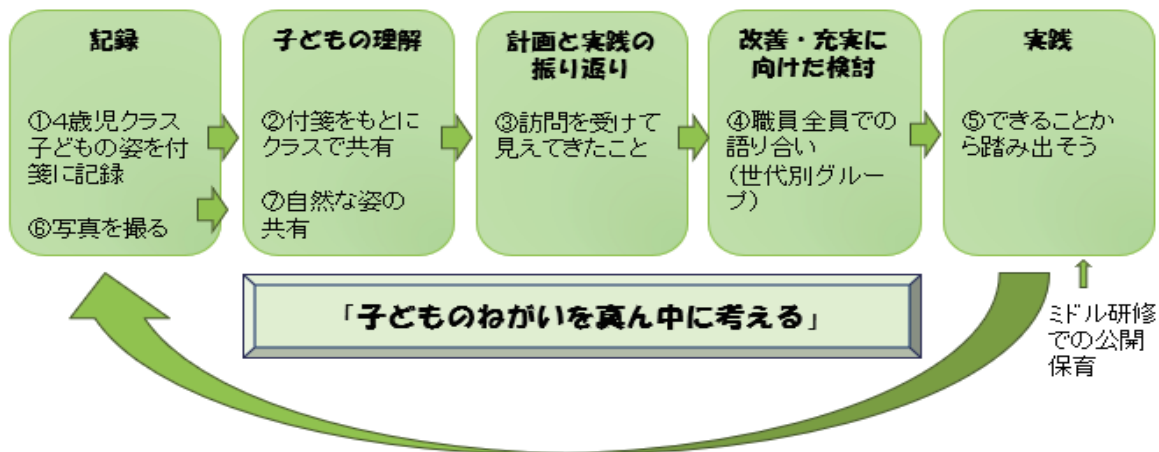 記録
①4歳児クラス
子どもの姿を付
箋に記録
⑥写真を撮る
子どもの理解
②付箋をもとに
クラスで共有
⑦自然な姿の
共有
計画と実践の
振り返り
③訪問を受けて
見えてきたこと
改善・充実に
向けた検討
④職員全員での
語り合い
(世代別グルー
プ)
実践
⑤できることか
ら踏み出そう
「子どものねがいを真ん中に考える」
ミドル研修
での公開
保育